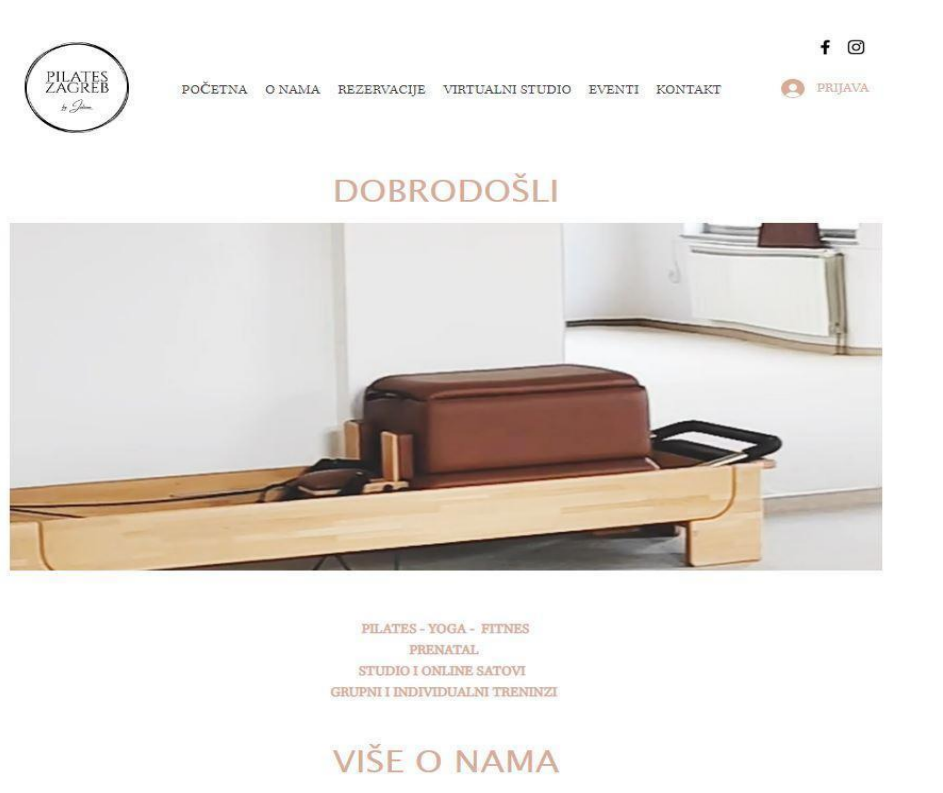 PILATES
ZAGREB
by
POČETNA O NAMA REZERVACIJE VIRTUALNI STUDIO EVENTI KONTAKT
PRIJAVA
DOBRODOŠLI
PILATES - YOGA - FITNES
PRENATAL
STUDIO I ONLINE SATOVI
GRUPNI I INDIVIDUALNI TRENINZI
VIŠE O NAMA